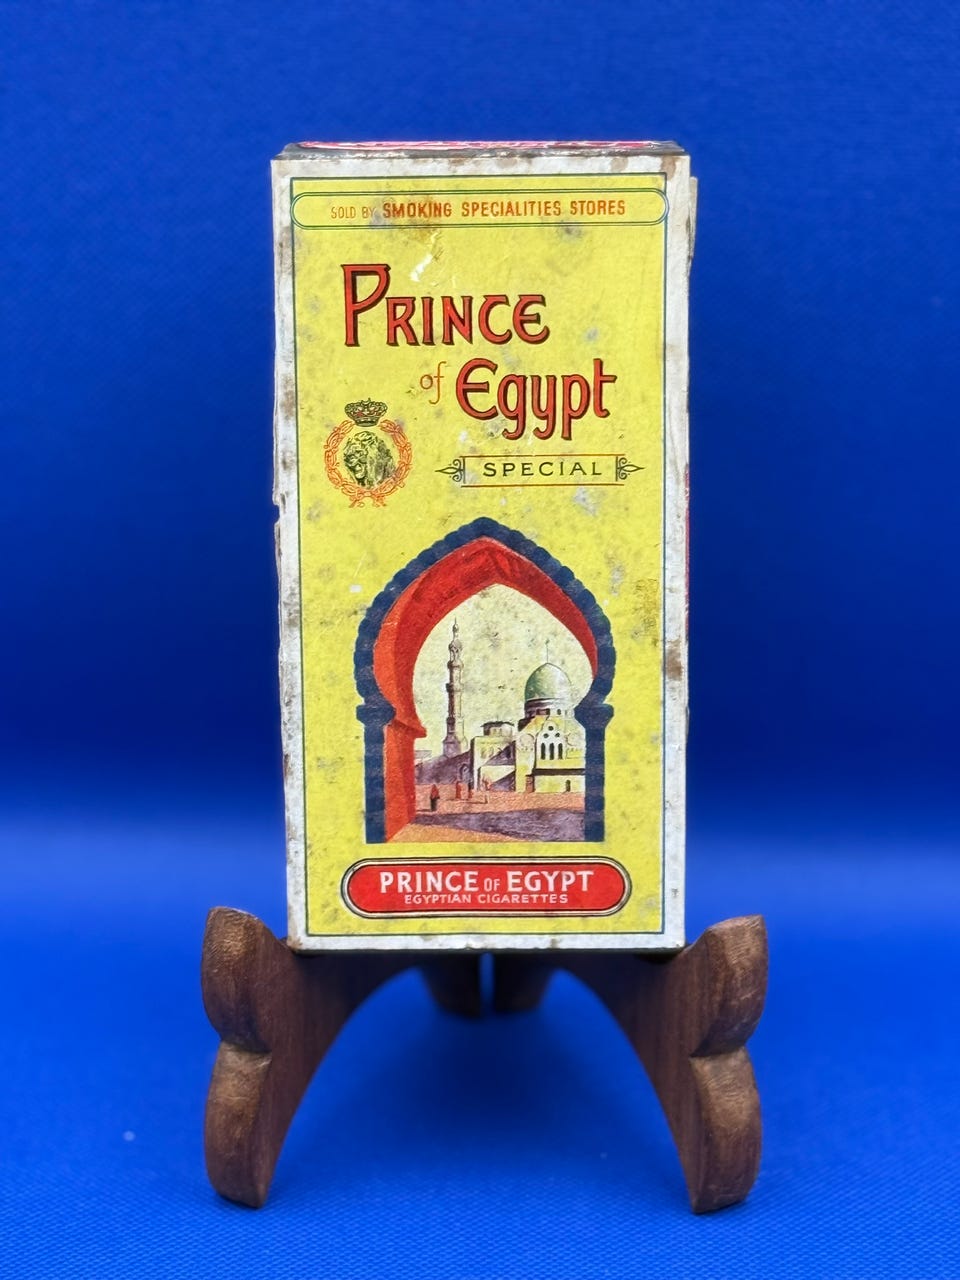 SOLD BY SMOKING SPECIALITIES STORES
PRINCE
of Egypt
SPECIAL
PRINCE OF EGYPT
EGYPTIAN CIGARETTES